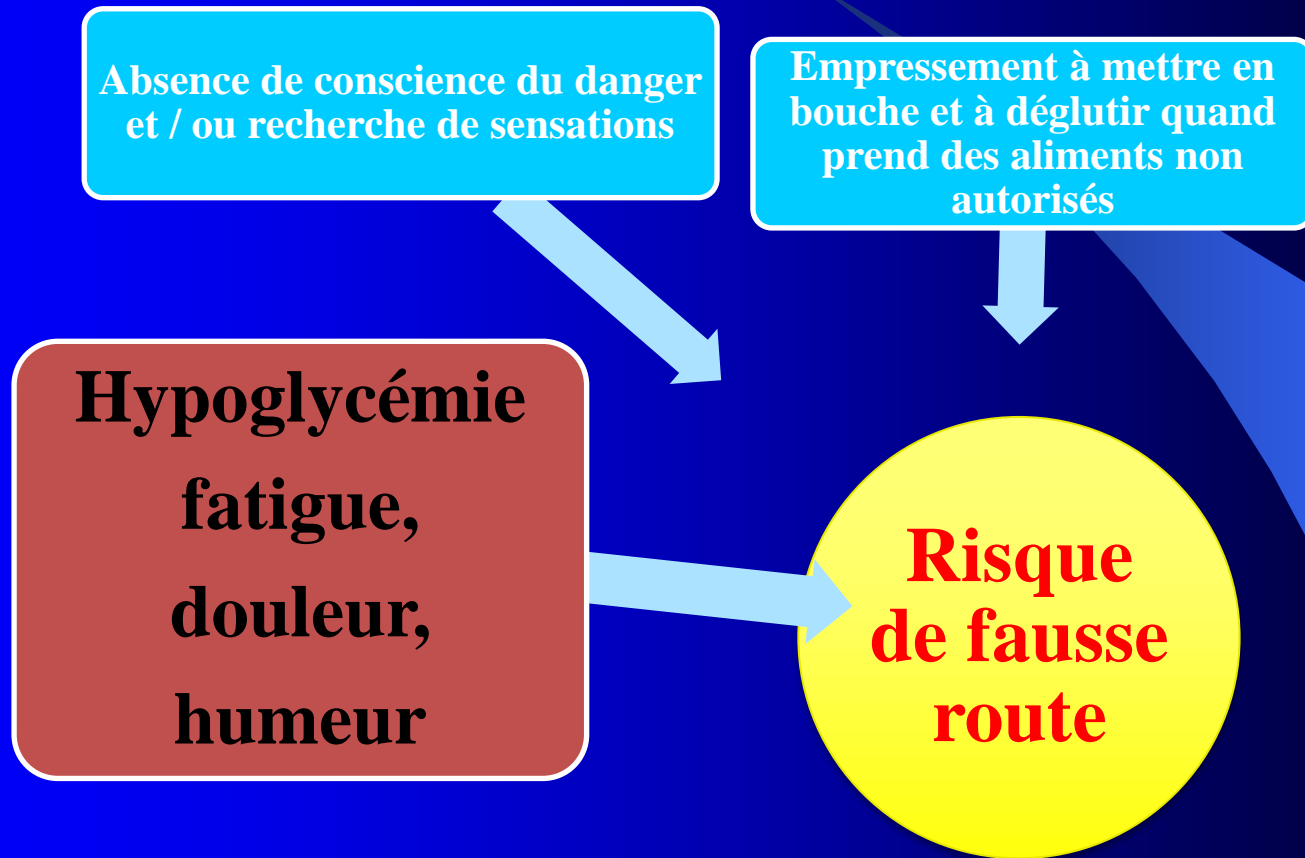 Absence de conscience du danger
et / ou recherche de sensations
Empressement à mettre en
bouche et à déglutir quand
prend des aliments non
autorisés
Hypoglycémie
fatigue,
douleur,
humeur
Risque
de fausse
route